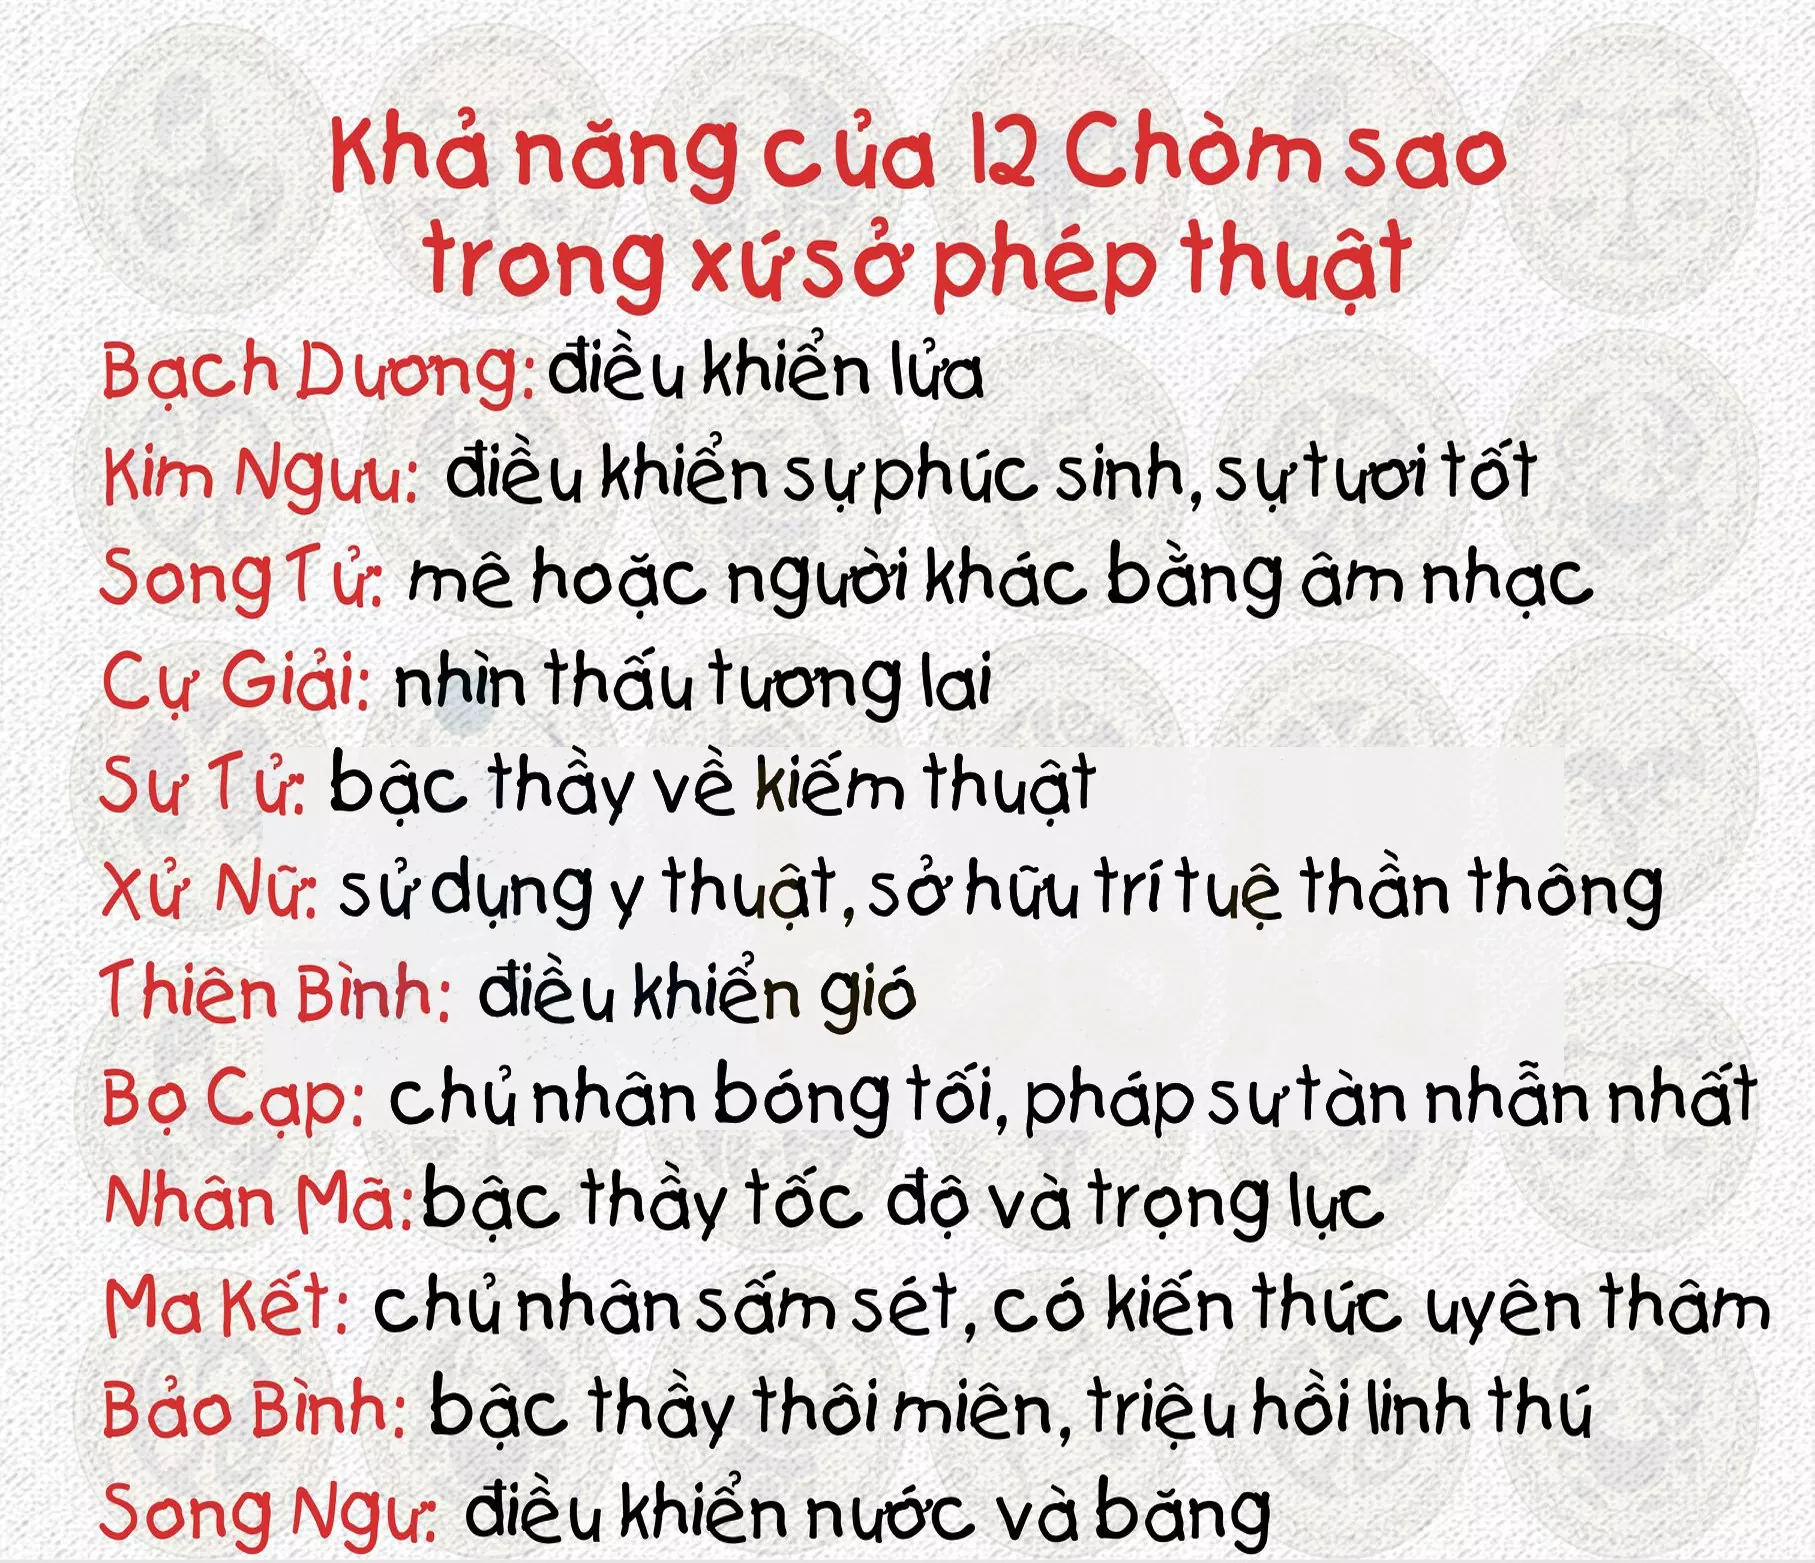 Khả năng của 12 Chòm sao
trong xứ sở phép thuật
Bạch Dương: điều khiển lửa
Kim Ngưu: điều khiển sự phúc sinh, sự tươi tốt
Song Tử: mê hoặc người khác bằng âm nhạc
Cự Giải: nhìn thấu tương lai
Sư Tử: bậc thầy về kiếm thuật
Xử Nữ: sử dụng y thuật, sở hữu trí tuệ thần thông
Thiên Bình: điều khiển gió
Bọ Cạp: chủ nhân bóng tối, pháp sư tàn nhẫn nhất
Nhân Mã: bậc thầy tốc độ và trọng lực
Ma Kết: chủ nhân sấm sét, có kiến thức uyên thâm
Bảo Bình: bậc thầy thôi miên, triệu hồi linh thú
Song Ngư: điều khiển nước và băng